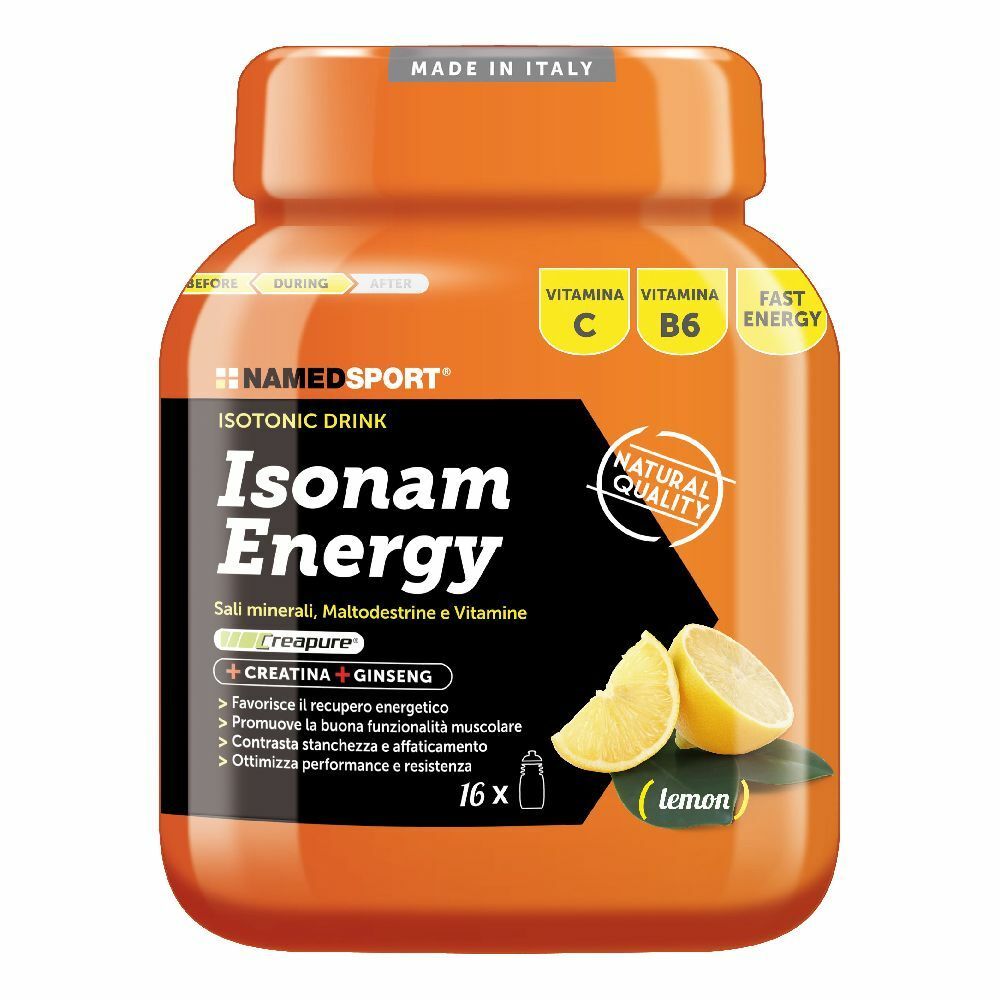 MADE IN ITALY
BEFORE DURING AFTER
VITAMINA C
VITAMINA B6
FAST ENERGY
NAMEDSPORT®
ISOTONIC DRINK
Isonam
Energy
NATURAL
QUALITY
Sali minerali, Maltodestrine e Vitamine
Creapure®
+CREATINA+GINSENG
> Favorisce il recupero energetico
> Promuove la buona funzionalità muscolare
> Contrasta stanchezza e affaticamento
> Ottimizza performance e resistenza
16 x
(lemon)